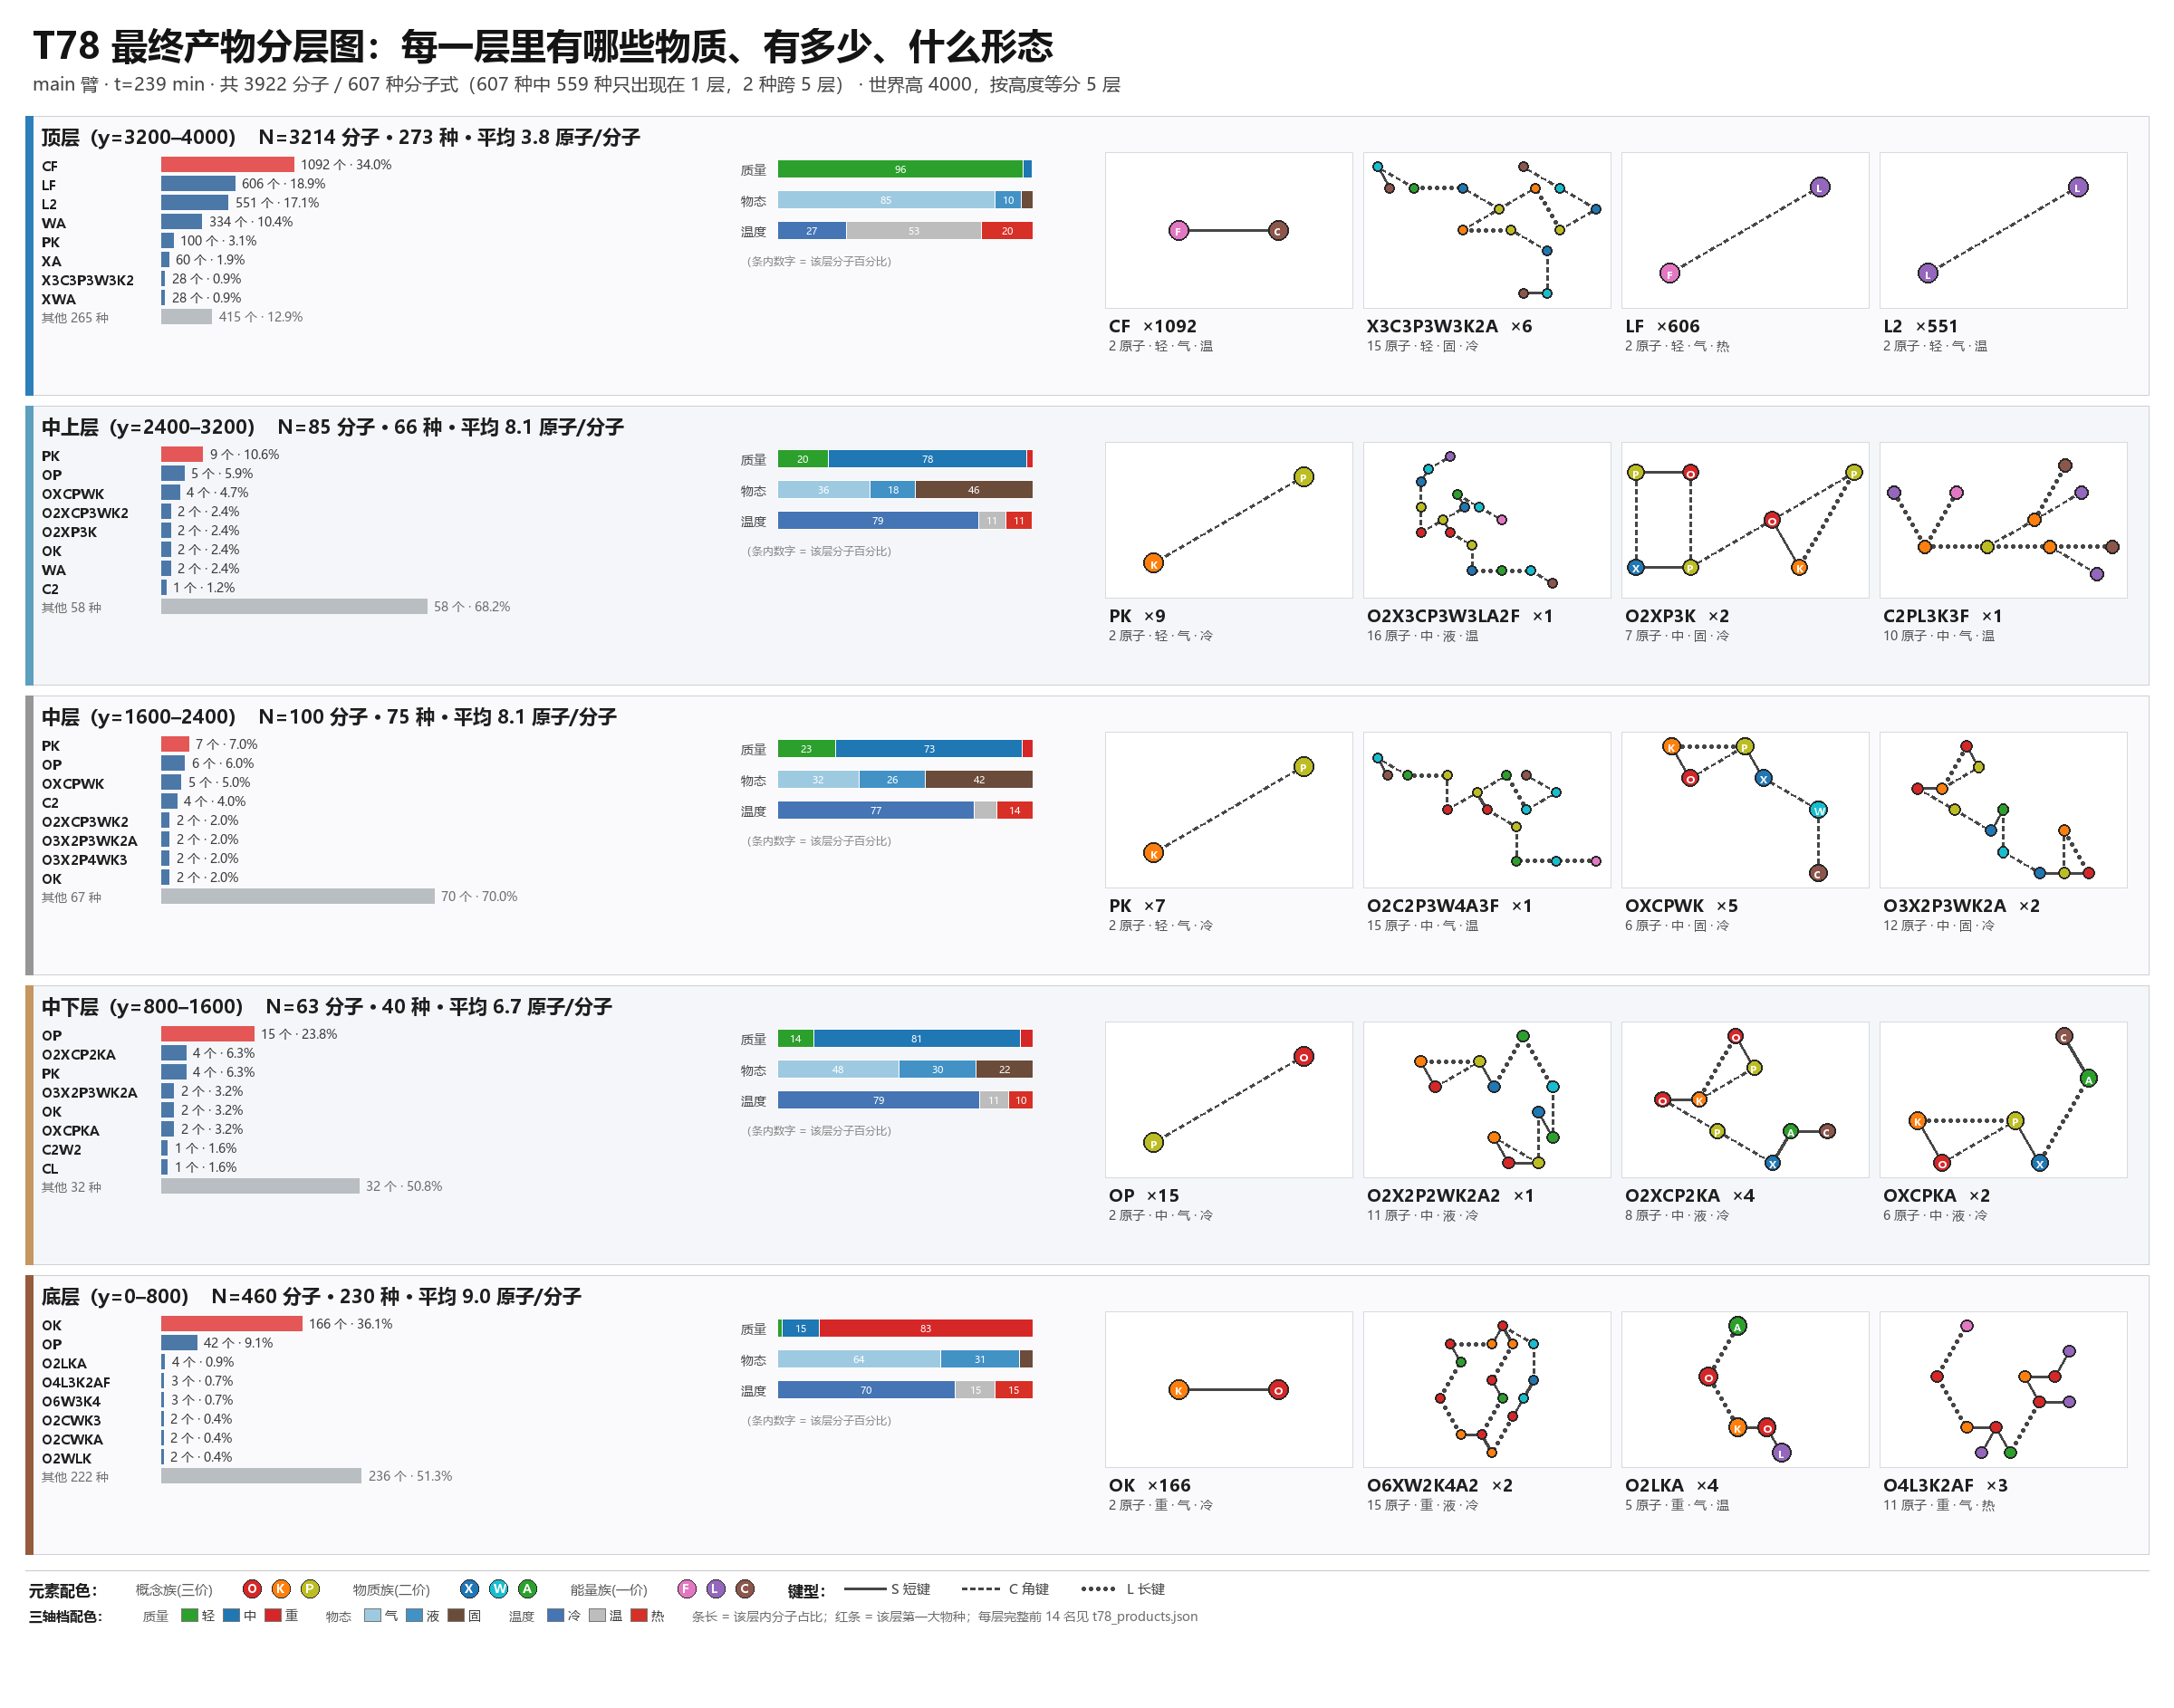 T78 最终产物分层图：每一层里有哪些物质、有多少、什么形态
main 臂 · t=239 min · 共 3922 分子 / 607 种分子式（607 种中 559 种只出现在 1 层，2 种跨 5 层） · 世界高 4000，按高度等分 5 层
顶层（y=3200–4000） N=3214 分子 • 273 种 • 平均 3.8 原子/分子
CF 1092 个 · 34.0%
LF 606 个 · 18.9%
L2 551 个 · 17.1%
WA 334 个 · 10.4%
PK 100 个 · 3.1%
XA 60 个 · 1.9%
X3C3P3W3K2 28 个 · 0.9%
XWA 28 个 · 0.9%
其他 265 种 415 个 · 12.9%
质量 96
物态 85 10
温度 27 53 20
（条内数字 = 该层分子百分比）
F C
F L
L L
CF ×1092 X3C3P3W3K2A ×6 LF ×606 L2 ×551
2 原子 · 轻 · 气 · 温 15 原子 · 轻 · 固 · 冷 2 原子 · 轻 · 气 · 热 2 原子 · 轻 · 气 · 温
中上层（y=2400–3200） N=85 分子 • 66 种 • 平均 8.1 原子/分子
PK 9 个 · 10.6%
OP 5 个 · 5.9%
OXCPWK 4 个 · 4.7%
O2XCP3WK2 2 个 · 2.4%
O2XP3K 2 个 · 2.4%
OK 2 个 · 2.4%
WA 2 个 · 2.4%
C2 1 个 · 1.2%
其他 58 种 58 个 · 68.2%
质量 20 78
物态 36 18 46
温度 79 11 11
（条内数字 = 该层分子百分比）
K P
P O X P O K P
PK ×9 O2X3CP3W3LA2F ×1 O2XP3K ×2 C2PL3K3F ×1
2 原子 · 轻 · 气 · 冷 16 原子 · 中 · 液 · 温 7 原子 · 中 · 固 · 冷 10 原子 · 中 · 气 · 温
中层（y=1600–2400） N=100 分子 • 75 种 • 平均 8.1 原子/分子
PK 7 个 · 7.0%
OP 6 个 · 6.0%
OXCPWK 5 个 · 5.0%
C2 4 个 · 4.0%
O2XCP3WK2 2 个 · 2.0%
O3X2P3WK2A 2 个 · 2.0%
O3X2P4WK3 2 个 · 2.0%
OK 2 个 · 2.0%
其他 67 种 70 个 · 70.0%
质量 23 73
物态 32 26 42
温度 77 14
（条内数字 = 该层分子百分比）
K P
K P O X W C
PK ×7 O2C2P3W4A3F ×1 OXCPWK ×5 O3X2P3WK2A ×2
2 原子 · 轻 · 气 · 冷 15 原子 · 中 · 气 · 温 6 原子 · 中 · 固 · 冷 12 原子 · 中 · 固 · 冷
中下层（y=800–1600） N=63 分子 • 40 种 • 平均 6.7 原子/分子
OP 15 个 · 23.8%
O2XCP2KA 4 个 · 6.3%
PK 4 个 · 6.3%
O3X2P3WK2A 2 个 · 3.2%
OK 2 个 · 3.2%
OXCPKA 2 个 · 3.2%
C2W2 1 个 · 1.6%
CL 1 个 · 1.6%
其他 32 种 32 个 · 50.8%
质量 14 81
物态 48 30 22
温度 79 11 10
（条内数字 = 该层分子百分比）
P O
O P O K P A C X
C A K P O X
OP ×15 O2X2P2WK2A2 ×1 O2XCP2KA ×4 OXCPKA ×2
2 原子 · 中 · 气 · 冷 11 原子 · 中 · 液 · 冷 8 原子 · 中 · 液 · 冷 6 原子 · 中 · 液 · 冷
底层（y=0–800） N=460 分子 • 230 种 • 平均 9.0 原子/分子
OK 166 个 · 36.1%
OP 42 个 · 9.1%
O2LKA 4 个 · 0.9%
O4L3K2AF 3 个 · 0.7%
O6W3K4 3 个 · 0.7%
O2CWK3 2 个 · 0.4%
O2CWKA 2 个 · 0.4%
O2WLK 2 个 · 0.4%
其他 222 种 236 个 · 51.3%
质量 15 83
物态 64 31
温度 70 15 15
（条内数字 = 该层分子百分比）
K O
A O K O L
OK ×166 O6XW2K4A2 ×2 O2LKA ×4 O4L3K2AF ×3
2 原子 · 重 · 气 · 冷 15 原子 · 重 · 液 · 冷 5 原子 · 重 · 气 · 温 11 原子 · 重 · 气 · 热
元素配色： 概念族(三价) O K P 物质族(二价) X W A 能量族(一价) F L C 键型： S 短键 C 角键 L 长键
三轴档配色： 质量 轻 中 重 物态 气 液 固 温度 冷 温 热 条长 = 该层内分子占比；红条 = 该层第一大物种；每层完整前 14 名见 t78_products.json